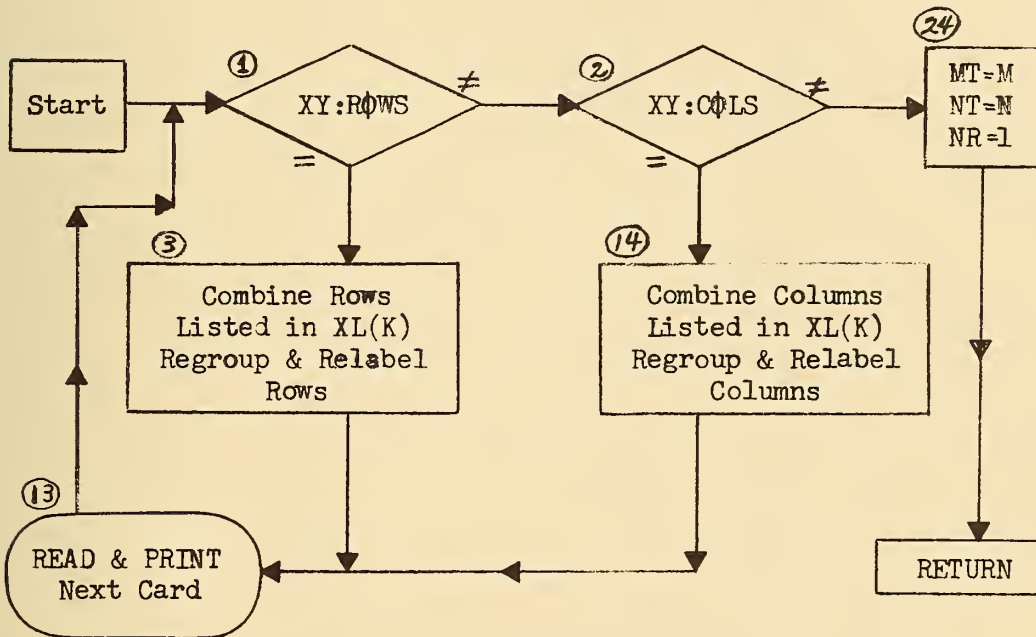 Start
①
XY:RØWS
≠
=
②
XY:CØLS
≠
=
㉔
MT=M
NT=N
NR=1
③
Combine Rows
Listed in XL(K)
Regroup & Relabel
Rows
⑭
Combine Columns
Listed in XL(K)
Regroup & Relabel
Columns
⑬
READ & PRINT
Next Card
RETURN